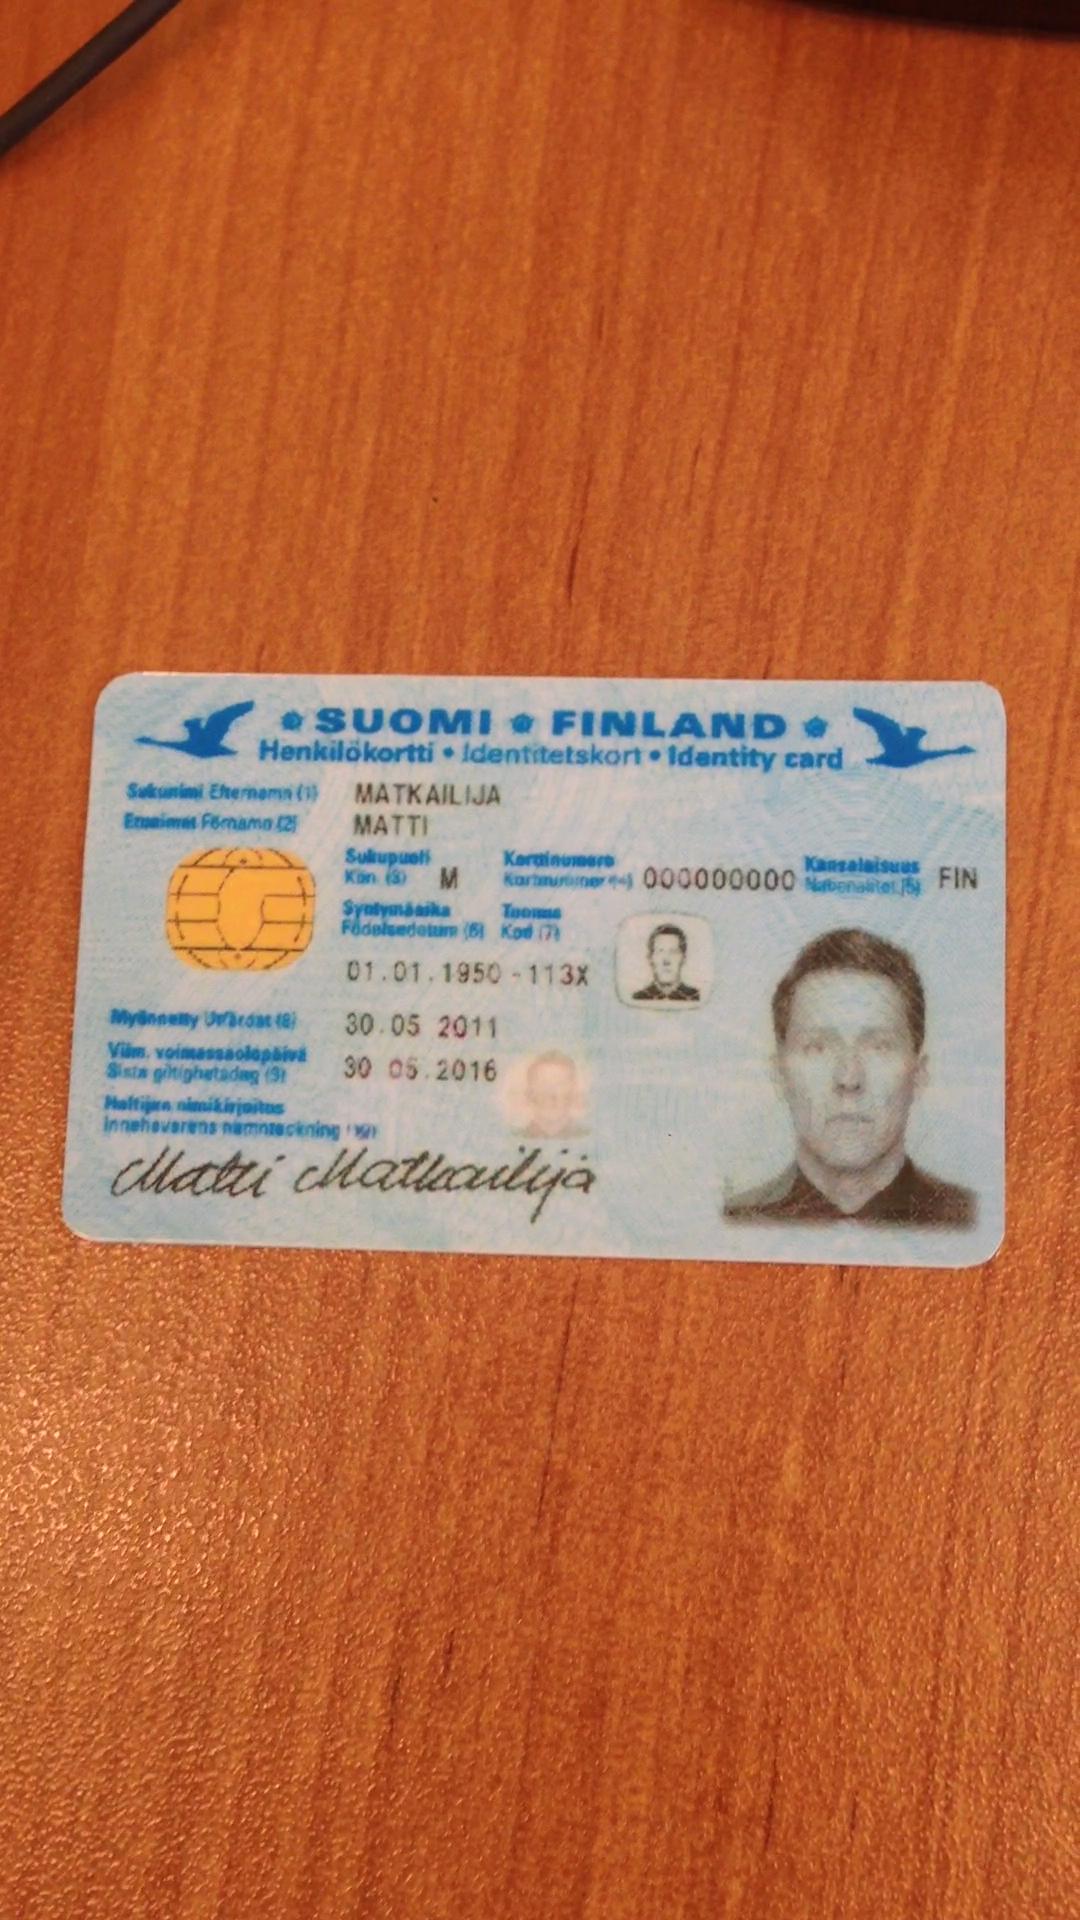 SUOMI FINLAND
Henkilökortti • Identitetskort • Identity card
Sukunimi Efternamn (1) MATKAILIJA
Etunimet Förnamn (2) MATTI
Sukupuoli
Kön (3) M
Korttinumero
Kortnummer (4) 000000000
Kansalaisuus
Nationalitet (5) FIN
Syntymäaika
Födelsedatum (6)
Tunnus
Kod (7)
01.01.1950 -113X
Myönnetty Utfärdat (8) 30.05 2011
Viim. voimassaolopäivä
Sista giltighetsdag (9) 30 05.2016
Haltijan nimikirjoitus
Innehavarens namnteckning (10)
Matti Matkailija